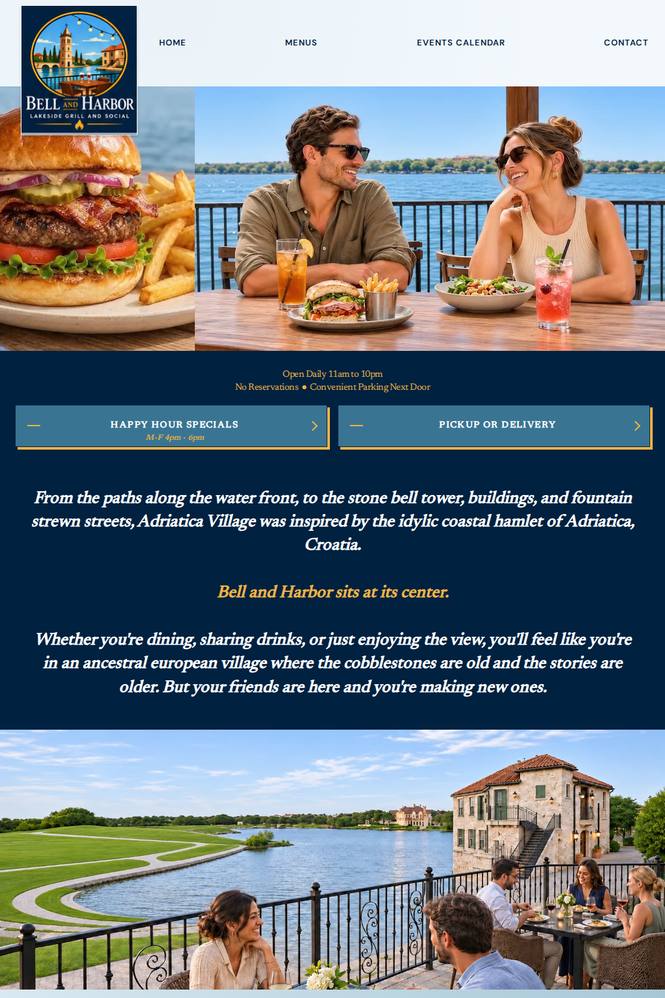 BELL AND HARBOR
LAKESIDE GRILL AND SOCIAL
HOME
MENUS
EVENTS CALENDAR
CONTACT
Open Daily 11am to 10pm
No Reservations ● Convenient Parking Next Door
HAPPY HOUR SPECIALS
M-F 4pm - 6pm
PICKUP OR DELIVERY
From the paths along the water front, to the stone bell tower, buildings, and fountain
strewn streets, Adriatica Village was inspired by the idylic coastal hamlet of Adriatica,
Croatia.
Bell and Harbor sits at its center.
Whether you're dining, sharing drinks, or just enjoying the view, you'll feel like you're
in an ancestral european village where the cobblestones are old and the stories are
older. But your friends are here and you're making new ones.